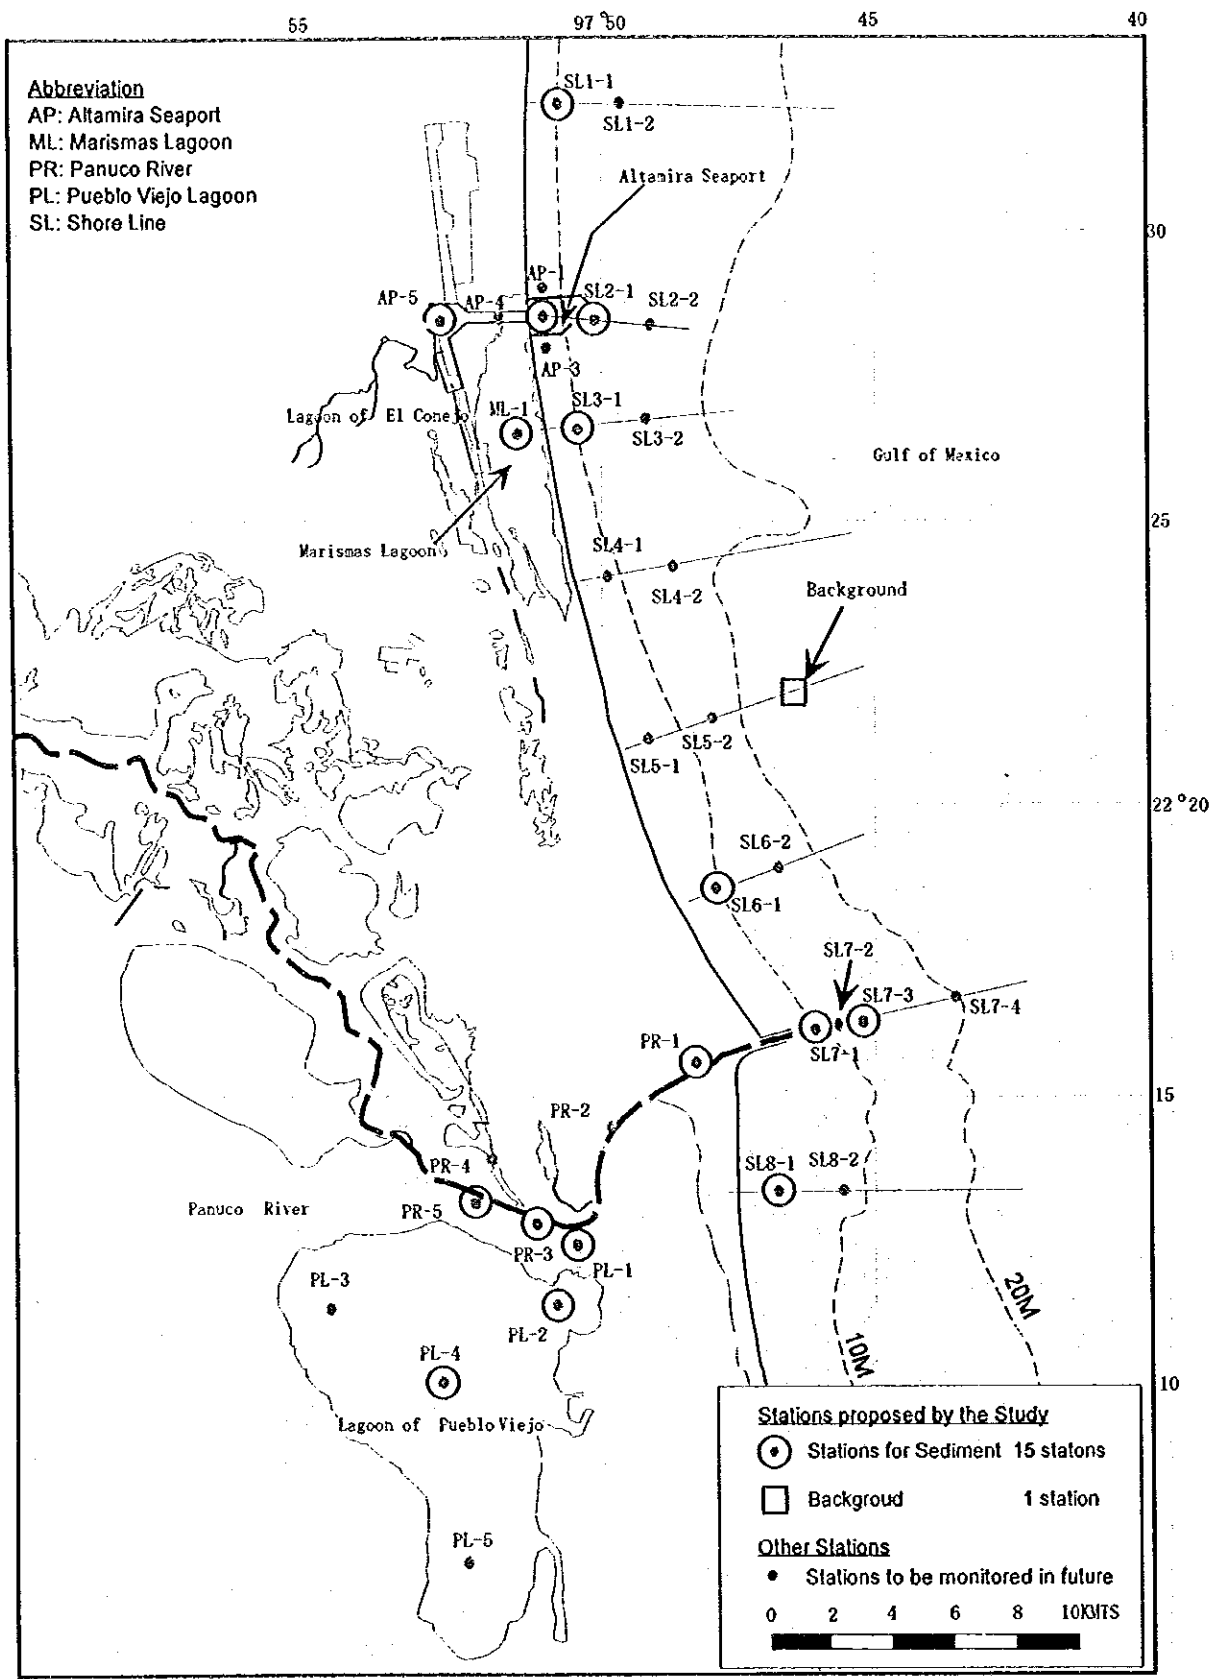 55
97°50
45
40
Abbreviation
AP: Altamira Seaport
ML: Marismas Lagoon
PR: Panuco River
PL: Pueblo Viejo Lagoon
SL: Shore Line
SL1-1
SL1-2
Altamira Seaport
30
AP-1
AP-5
AP-4
SL2-1
SL2-2
AP-3
Lagoon of El Conejo
ML-1
SL3-1
SL3-2
Gulf of Mexico
25
Marismas Lagoon
SL4-1
SL4-2
Background
SL5-2
SL5-1
22°20
SL6-2
SL6-1
SL7-2
SL7-3
SL7-4
PR-1
SL7-1
15
PR-2
PR-4
SL8-1
SL8-2
Panuco River
PR-5
PR-3
PL-1
PL-3
PL-2
20M
10M
PL-4
10
Lagoon of Pueblo Viejo
PL-5
Stations proposed by the Study
Stations for Sediment 15 statons
Backgroud 1 station
Other Stations
Stations to be monitored in future
0 2 4 6 8 10KMTS